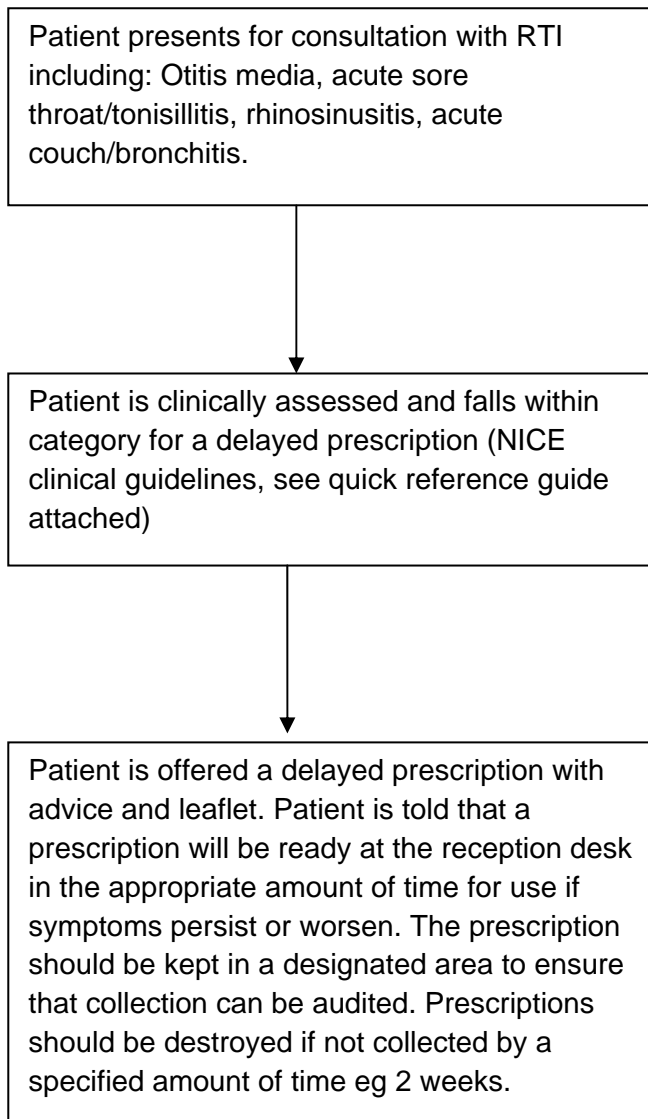 Patient presents for consultation with RTI
including: Otitis media, acute sore
throat/tonisillitis, rhinosinusitis, acute
couch/bronchitis.
Patient is clinically assessed and falls within
category for a delayed prescription (NICE
clinical guidelines, see quick reference guide
attached)
Patient is offered a delayed prescription with
advice and leaflet. Patient is told that a
prescription will be ready at the reception desk
in the appropriate amount of time for use if
symptoms persist or worsen. The prescription
should be kept in a designated area to ensure
that collection can be audited. Prescriptions
should be destroyed if not collected by a
specified amount of time eg 2 weeks.